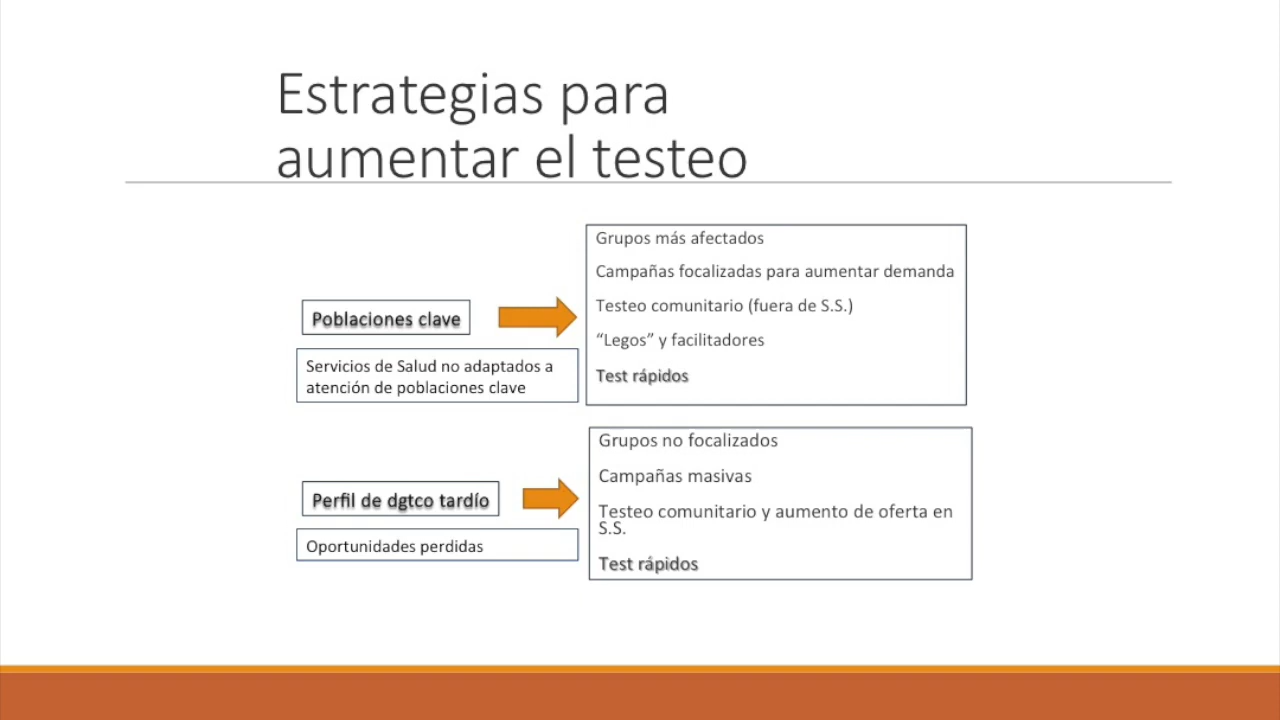 Estrategias para
aumentar el testeo
Poblaciones clave
Servicios de Salud no adaptados a
atención de poblaciones clave
Grupos más afectados
Campañas focalizadas para aumentar demanda
Testeo comunitario (fuera de S.S.)
“Legos” y facilitadores
Test rápidos
Perfil de dgtco tardío
Oportunidades perdidas
Grupos no focalizados
Campañas masivas
Testeo comunitario y aumento de oferta en
S.S.
Test rápidos